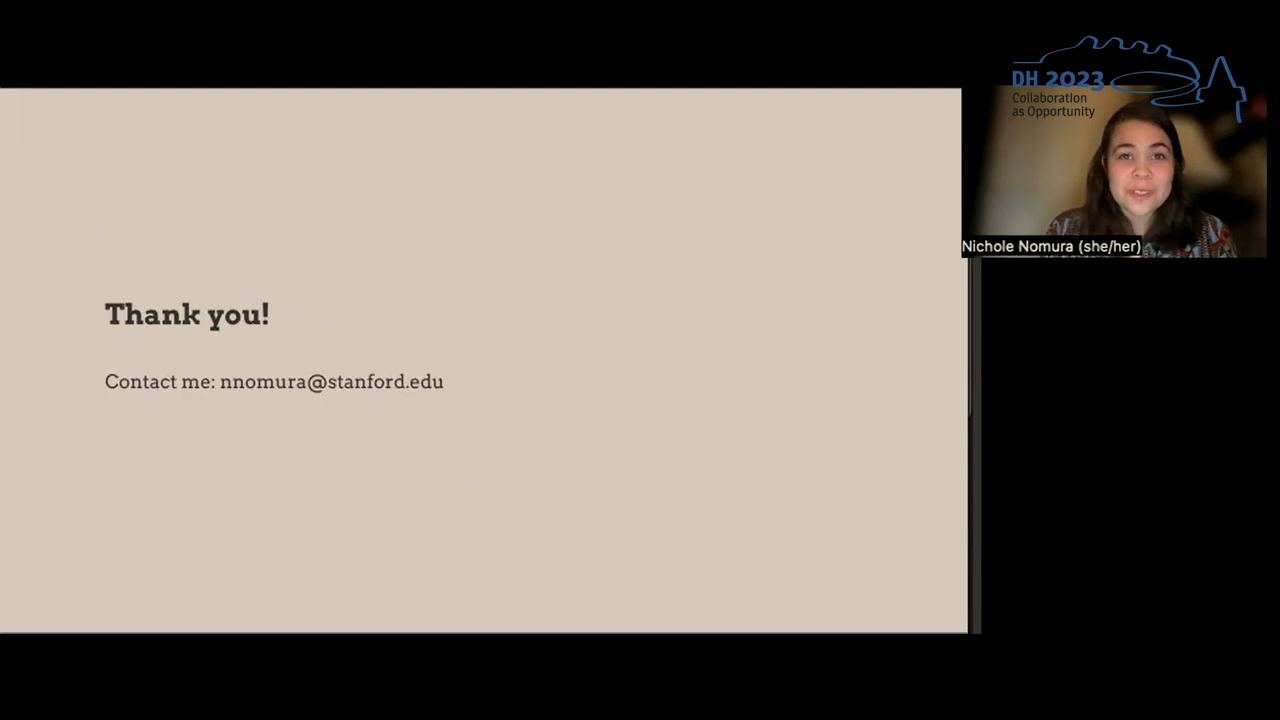 DH 2023
Collaboration
as Opportunity
Nichole Nomura (she/her)
Thank you!
Contact me: nnomura@stanford.edu